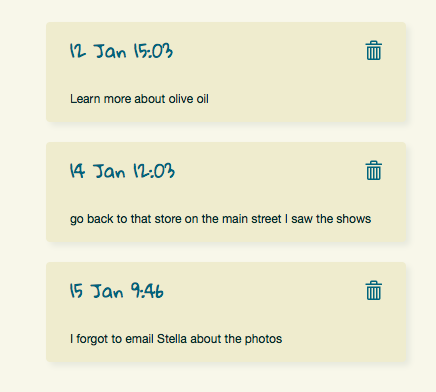 12 Jan 15:03
Learn more about olive oil
14 Jan 12:03
go back to that store on the main street I saw the shows
15 Jan 9:46
I forgot to email Stella about the photos